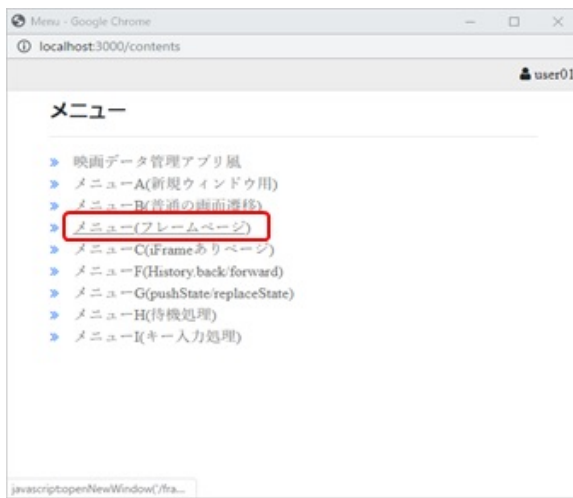 Menu - Google Chrome
localhost:3000/contents
user01
メニュー
映画データ管理アプリ風
メニューA(新規ウィンドウ用)
メニューB(普通の画面遷移)
メニュー(フレームページ)
メニューC(iFrameありページ)
メニューF(History.back/forward)
メニューG(pushState/replaceState)
メニューH(待機処理)
メニューI(キー入力処理)
javascript:openNewWindow('/fra...